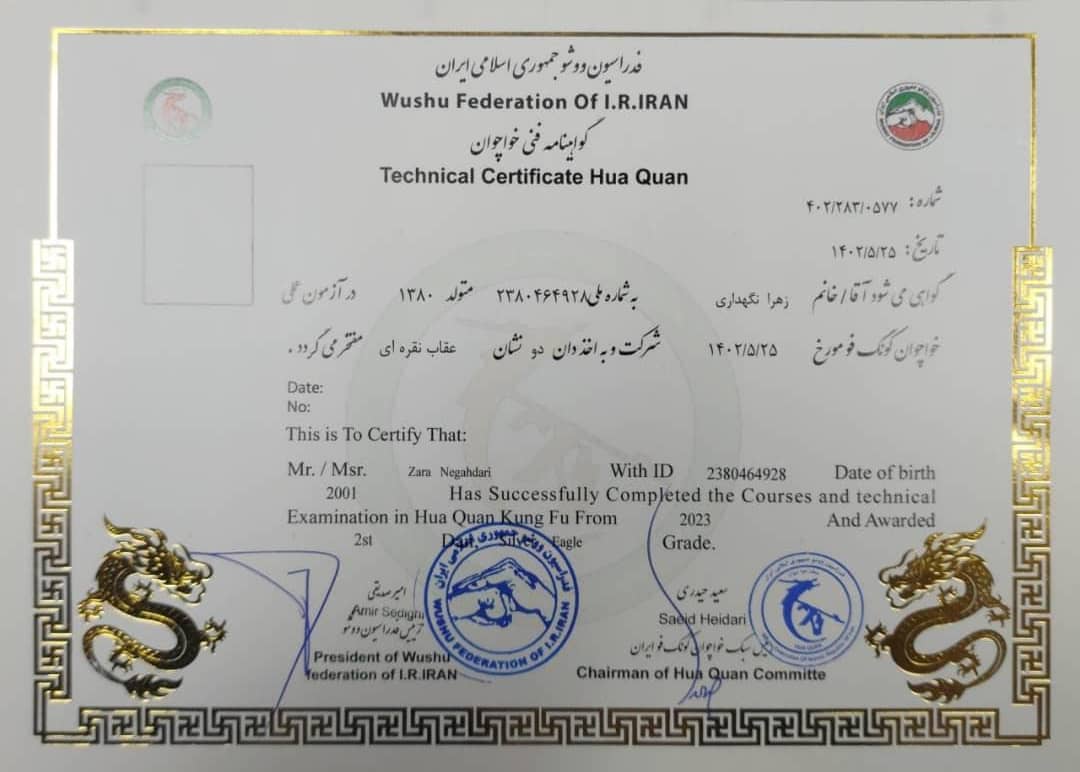 فدراسیون ووشو جمهوری اسلامی ایران
Wushu Federation Of I.R.IRAN
گواهینامه فنی خواچوان
Technical Certificate Hua Quan
شماره: ۴۰۲/۲۸۳/۰۵۷۷
تاریخ: ۱۴۰۲/۵/۲۵
گواهی می شود آقا/خانم زهرا نگهداری به شماره ملی ۲۳۸۰۴۶۴۹۲۸ متولد ۱۳۸۰ در آزمون عملی
خواچوان کونگ فو مورخ ۱۴۰۲/۵/۲۵ شرکت و به اخذ دان دو نشان عقاب نقره ای مفتخر می گردد.
Date:
No:
This is To Certify That:
Mr. / Msr. Zara Negahdari With ID 2380464928 Date of birth
2001 Has Successfully Completed the Courses and technical
Examination in Hua Quan Kung Fu From 2023 And Awarded
2st Dan, Silver Eagle Grade.
امیر صدیقی
Amir Sedighi
رئیس فدراسیون ووشو
President of Wushu
federation of I.R.IRAN
فدراسیون ووشو جمهوری اسلامی ایران
WUSHU FEDERATION OF I.R.IRAN
سعید حیدری
Saeid Heidari
سبک خواچوان کونگ فو ایران
Chairman of Hua Quan Committe